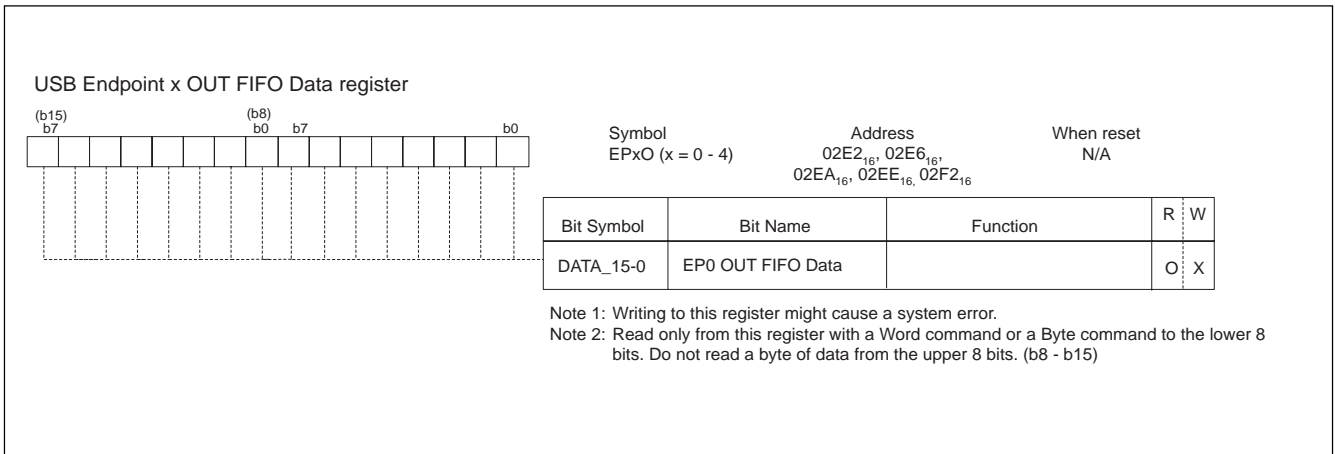 USB Endpoint x OUT FIFO Data register
(b15) (b8)
b7 b0 b7 b0
Symbol Address When reset
EPxO (x = 0 - 4) 02E2₁₆, 02E6₁₆, N/A
02EA₁₆, 02EE₁₆, 02F2₁₆
Bit Symbol Bit Name Function R W
DATA_15-0 EP0 OUT FIFO Data O X
Note 1: Writing to this register might cause a system error.
Note 2: Read only from this register with a Word command or a Byte command to the lower 8
bits. Do not read a byte of data from the upper 8 bits. (b8 - b15)